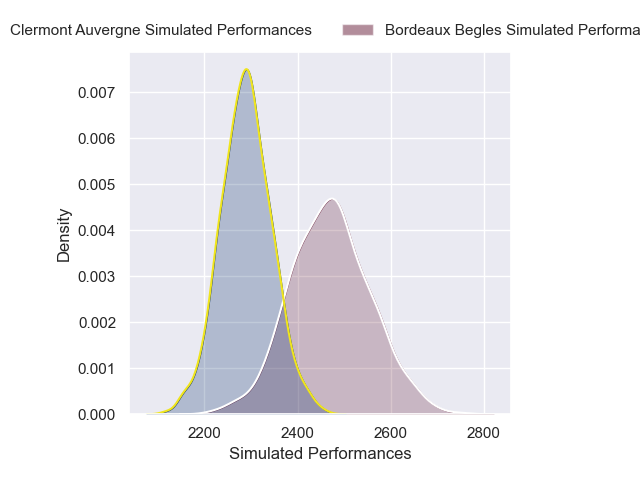 Clermont Auvergne Simulated Performances
Bordeaux Begles Simulated Performa
0.007
0.006
0.005
0.004
0.003
0.002
0.001
0.000
Density
2200 2400 2600 2800
Simulated Performances